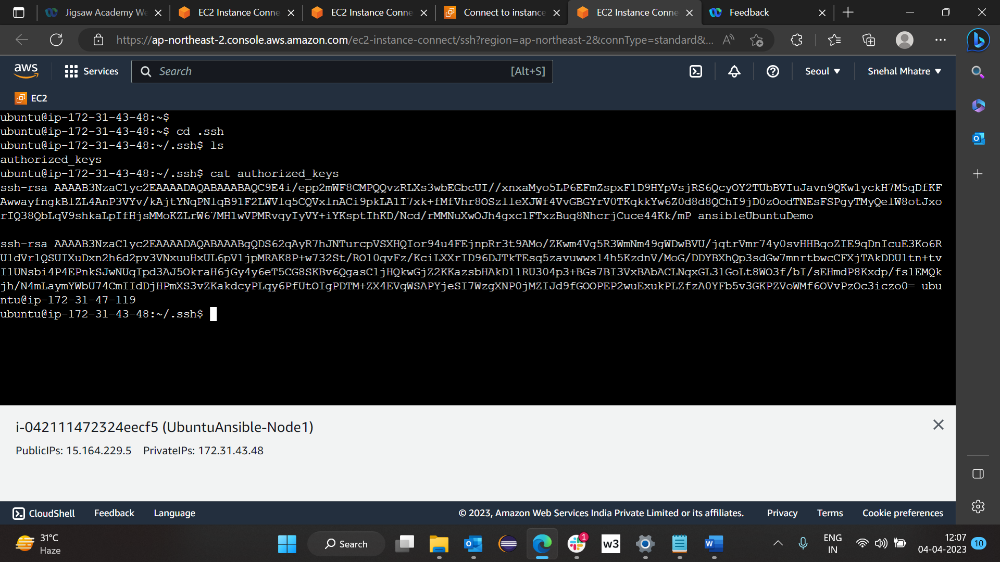 Jigsaw Academy We
EC2 Instance Conne
EC2 Instance Conne
Connect to instance
EC2 Instance Conne
Feedback
https://ap-northeast-2.console.aws.amazon.com/ec2-instance-connect/ssh?region=ap-northeast-2&connType=standard&...
aws
Services
Search
[Alt+S]
Seoul
Snehal Mhatre
EC2
ubuntu@ip-172-31-43-48:~$
ubuntu@ip-172-31-43-48:~$ cd .ssh
ubuntu@ip-172-31-43-48:~/.ssh$ ls
authorized_keys
ubuntu@ip-172-31-43-48:~/.ssh$ cat authorized_keys
ssh-rsa AAAAB3NzaC1yc2EAAAADAQABAAABAQC9E4i/epp2mWF8CMPQQvzRLXs3wbEGbcUI//xnxaMyo5LP6EFmZspxF1D9HYpVsjRS6QcyOY2TUbBVIuJavn9QKw1yckH7M5qDfKF
AwwayfngkBlZL4AnP3VYv/kAjtYNqPNlqB9lF2LWVlq5CQVxlnACi9pkLA1I7xk+fMfVhr8OSzlleXJWf4VvGBGYrV0TKqkkYw6Z0d8d8QChI9jD0zOodTNEsFSPgyTMyQelW8otJxo
rIQ38QbLqV9shkaLpIfHjsMMoKZLrW67MH1wVPMRvqyIyVY+iYKsptIhKD/Ncd/rMMNuXwOJh4gxc1FTxzBuq8NhcrjCuce44Kk/mP ansibleUbuntuDemo
ssh-rsa AAAAB3NzaC1yc2EAAAADAQABAAABgQDS62qAyR7hJNTurcpVSXHQIor94u4FEjnpRr3t9AMo/ZKwm4Vg5R3WmNm49gWDwBVU/jqtrVmr74y0svHHBqoZIE9qDnIcuE3Ko6R
UldVr1QSUIXuDxn2h6d2pv3VNxuuHxUL6pV1jpMRAK8P+w732St/RO10qvFz/KciLXXrID96DJTkTEsq5zavuwwxl4h5KzdnV/MoG/DDYBXhQp3sdGw7mnrtbwcCFXjTAkDDUltn+tv
I1UNsbi4P4EPnkSJwNUqIpd3AJ5OkraH6jGy4y6eT5CG8SKBv6QgasCljHQkwGjZ2KKazsbHAkD11RU304p3+BGs7BI3VxBAbACLNqxGL3lGoLt8WO3f/bI/sEHmdP8Kxdp/fs1EMQk
jh/N4mLaymYWbU74CmIIdDjHPmXS3vZKakdcyPLqy6PfUtOIgPDTM+ZX4EVqWSAPYjeSI7WzgXNP0jMZIJd9fGOOPEP2wuExukPLZfzA0YFb5v3GKPZVoWMf6OVvPzOc3iczo0= ubu
ntu@ip-172-31-47-119
ubuntu@ip-172-31-43-48:~/.ssh$
i-042111472324eecf5 (UbuntuAnsible-Node1)
PublicIPs: 15.164.229.5 PrivateIPs: 172.31.43.48
CloudShell
Feedback
Language
© 2023, Amazon Web Services India Private Limited or its affiliates.
Privacy
Terms
Cookie preferences
31°C
Haze
Search
1
w3
ENG
IN
12:07
04-04-2023
10